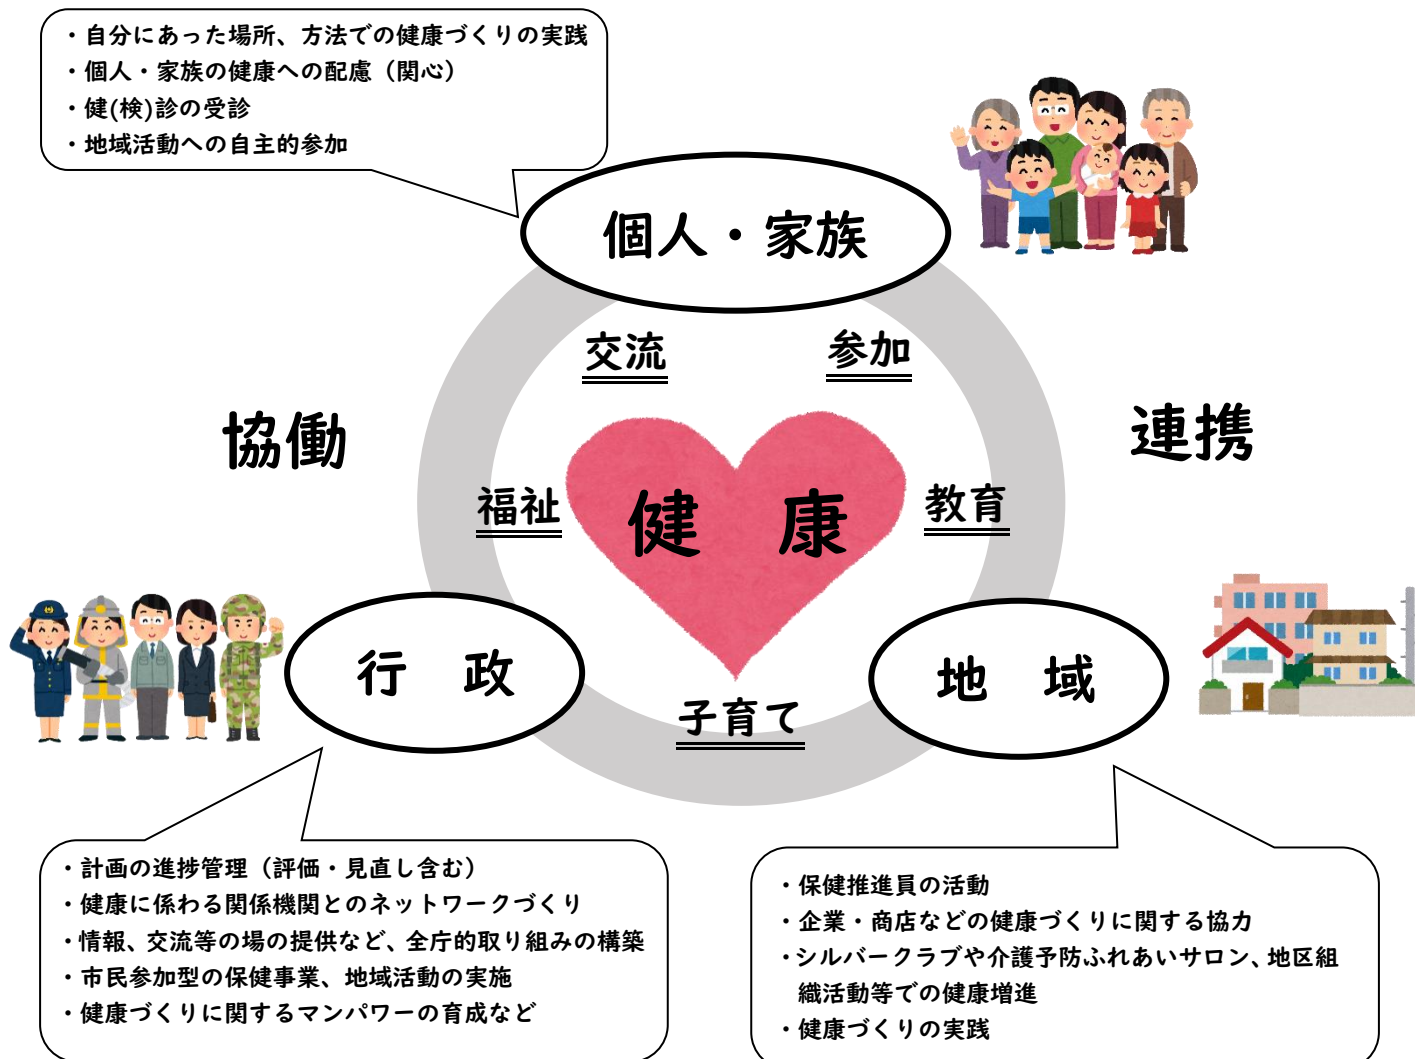 ・自分にあった場所、方法での健康づくりの実践
・個人・家族の健康への配慮（関心）
・健(検)診の受診
・地域活動への自主的参加
個人・家族
交流
参加
協働
連携
福祉
健　康
教育
行　政
地　域
子育て
・計画の進捗管理（評価・見直し含む）
・健康に係わる関係機関とのネットワークづくり
・情報、交流等の場の提供など、全庁的取り組みの構築
・市民参加型の保健事業、地域活動の実施
・健康づくりに関するマンパワーの育成など
・保健推進員の活動
・企業・商店などの健康づくりに関する協力
・シルバークラブや介護予防ふれあいサロン、地区組
織活動等での健康増進
・健康づくりの実践